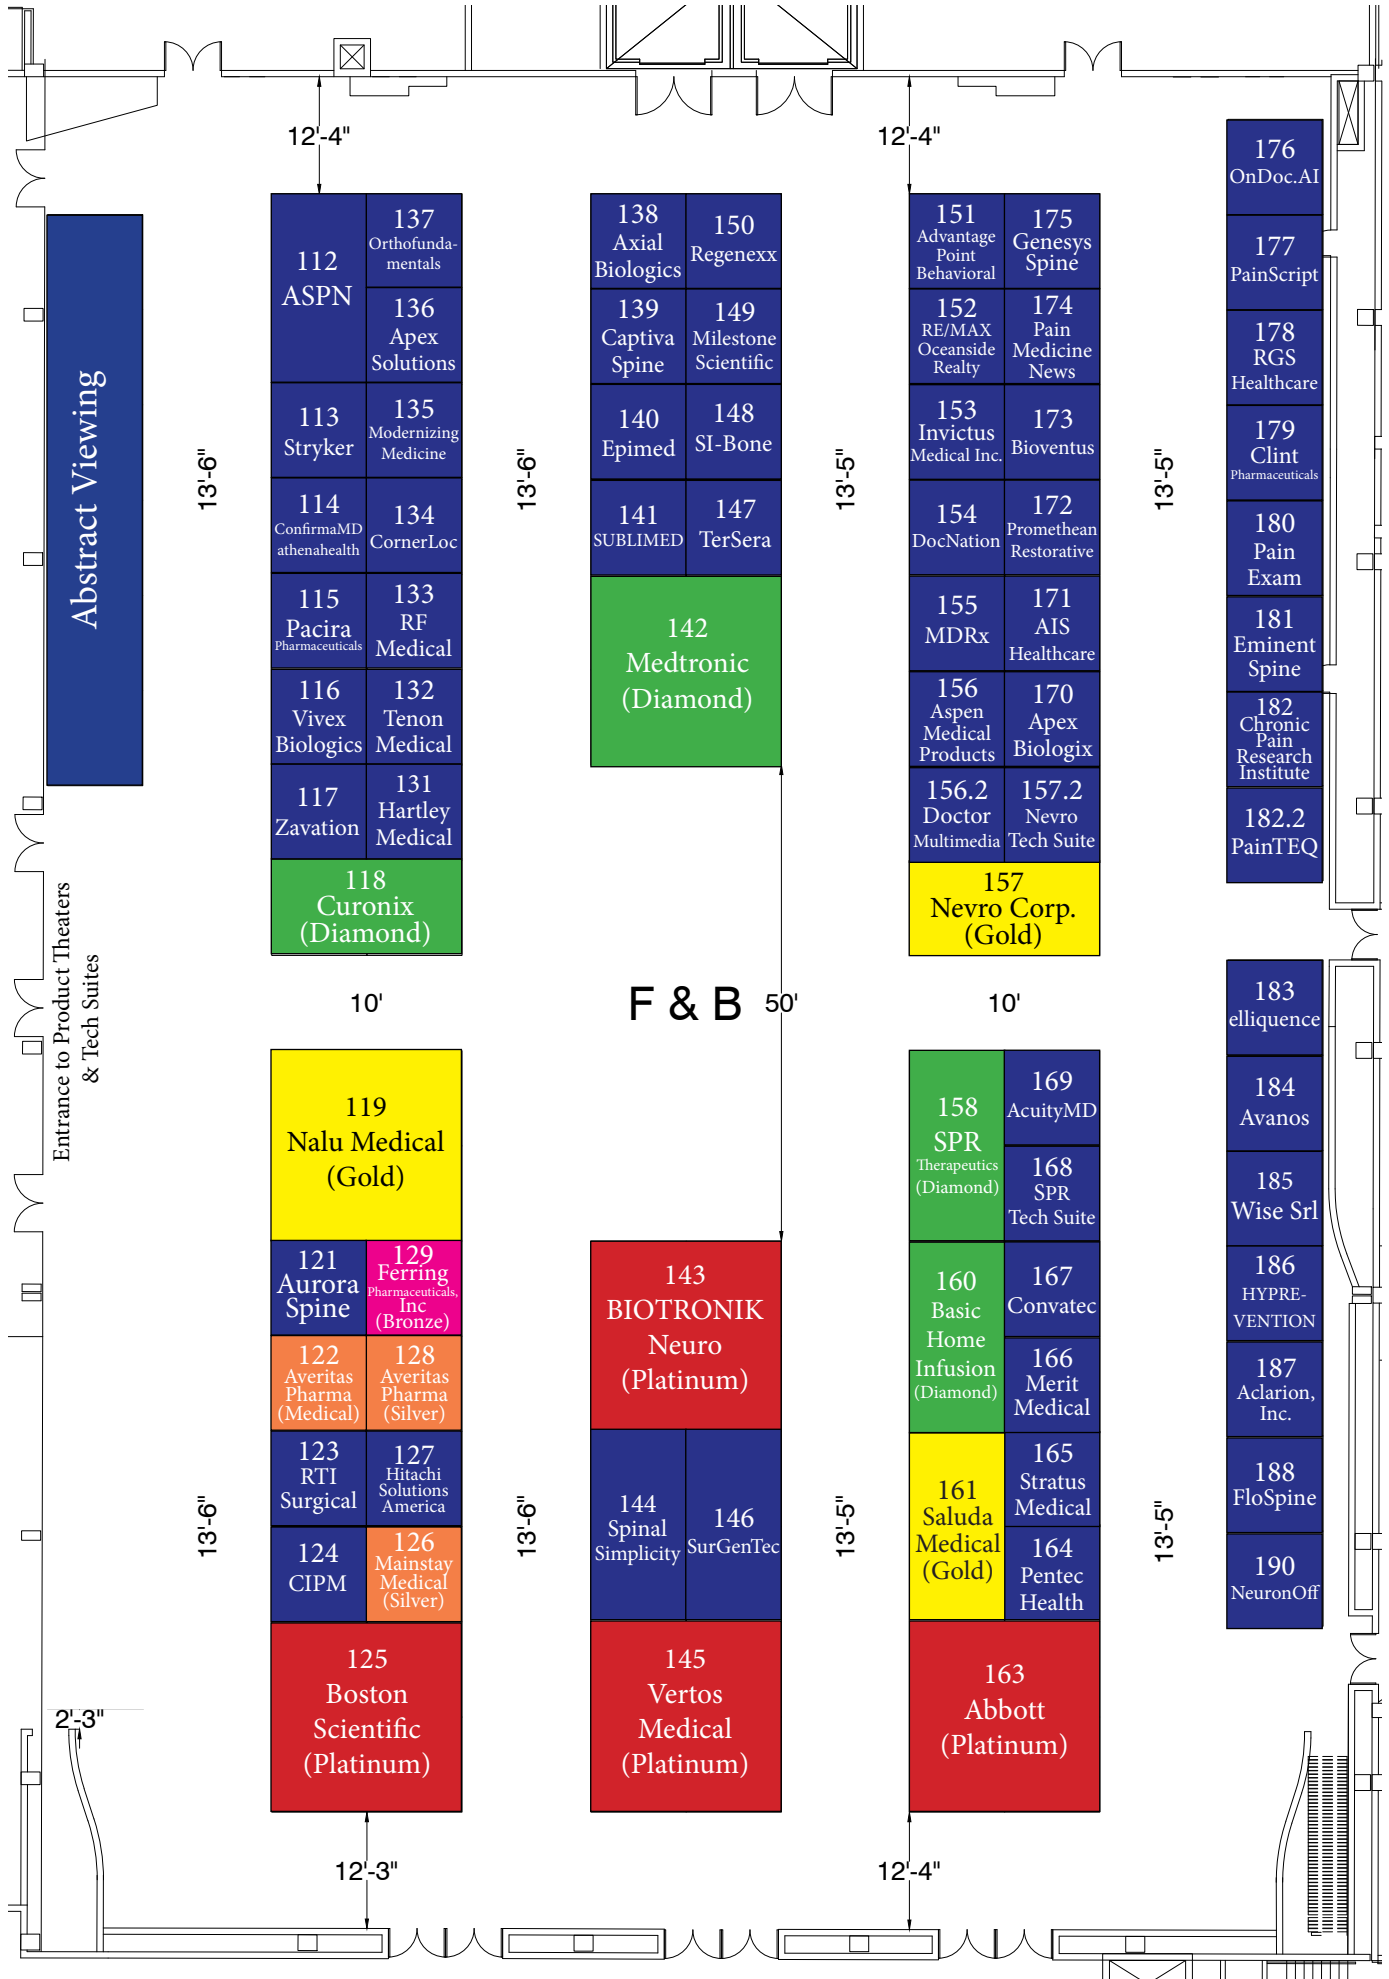 12'-4"
12'-4"
176
OnDoc.AI
177
PainScript
178
RGS
Healthcare
179
Clint
Pharmaceuticals
180
Pain
Exam
181
Eminent
Spine
182
Chronic
Pain
Research
Institute
182.2
PainTEQ
Abstract Viewing
13'-6"
112
ASPN
137
Orthofunda-
mentals
136
Apex
Solutions
113
Stryker
135
Modernizing
Medicine
114
ConfirmaMD
athenahealth
134
CornerLoc
115
Pacira
Pharmaceuticals
133
RF
Medical
116
Vivex
Biologics
132
Tenon
Medical
117
Zavation
131
Hartley
Medical
118
Curonix
(Diamond)
13'-6"
138
Axial
Biologics
150
Regenexx
139
Captiva
Spine
149
Milestone
Scientific
140
Epimed
148
SI-Bone
141
SUBLIMED
147
TerSera
142
Medtronic
(Diamond)
13'-5"
151
Advantage
Point
Behavioral
175
Genesys
Spine
152
RE/MAX
Oceanside
Realty
174
Pain
Medicine
News
153
Invictus
Medical Inc.
173
Bioventus
154
DocNation
172
Promethean
Restorative
155
MDRx
171
AIS
Healthcare
156
Aspen
Medical
Products
170
Apex
Biologix
156.2
Doctor
Multimedia
157.2
Nevro
Tech Suite
157
Nevro Corp.
(Gold)
13'-5"
Entrance to Product Theaters
& Tech Suites
10'
F & B
50'
10'
119
Nalu Medical
(Gold)
121
Aurora
Spine
129
Ferring
Pharmaceuticals,
Inc
(Bronze)
122
Averitas
Pharma
(Medical)
128
Averitas
Pharma
(Silver)
123
RTI
Surgical
127
Hitachi
Solutions
America
124
CIPM
126
Mainstay
Medical
(Silver)
125
Boston
Scientific
(Platinum)
13'-6"
13'-6"
143
BIOTRONIK
Neuro
(Platinum)
144
Spinal
Simplicity
146
SurGenTec
145
Vertos
Medical
(Platinum)
13'-5"
158
SPR
Therapeutics
(Diamond)
169
AcuityMD
168
SPR
Tech Suite
160
Basic
Home
Infusion
(Diamond)
167
Convatec
166
Merit
Medical
161
Saluda
Medical
(Gold)
165
Stratus
Medical
164
Pentec
Health
163
Abbott
(Platinum)
13'-5"
183
elliquence
184
Avanos
185
Wise Srl
186
HYPRE-
VENTION
187
Aclarion,
Inc.
188
FloSpine
190
NeuronOff
2'-3"
12'-3"
12'-4"